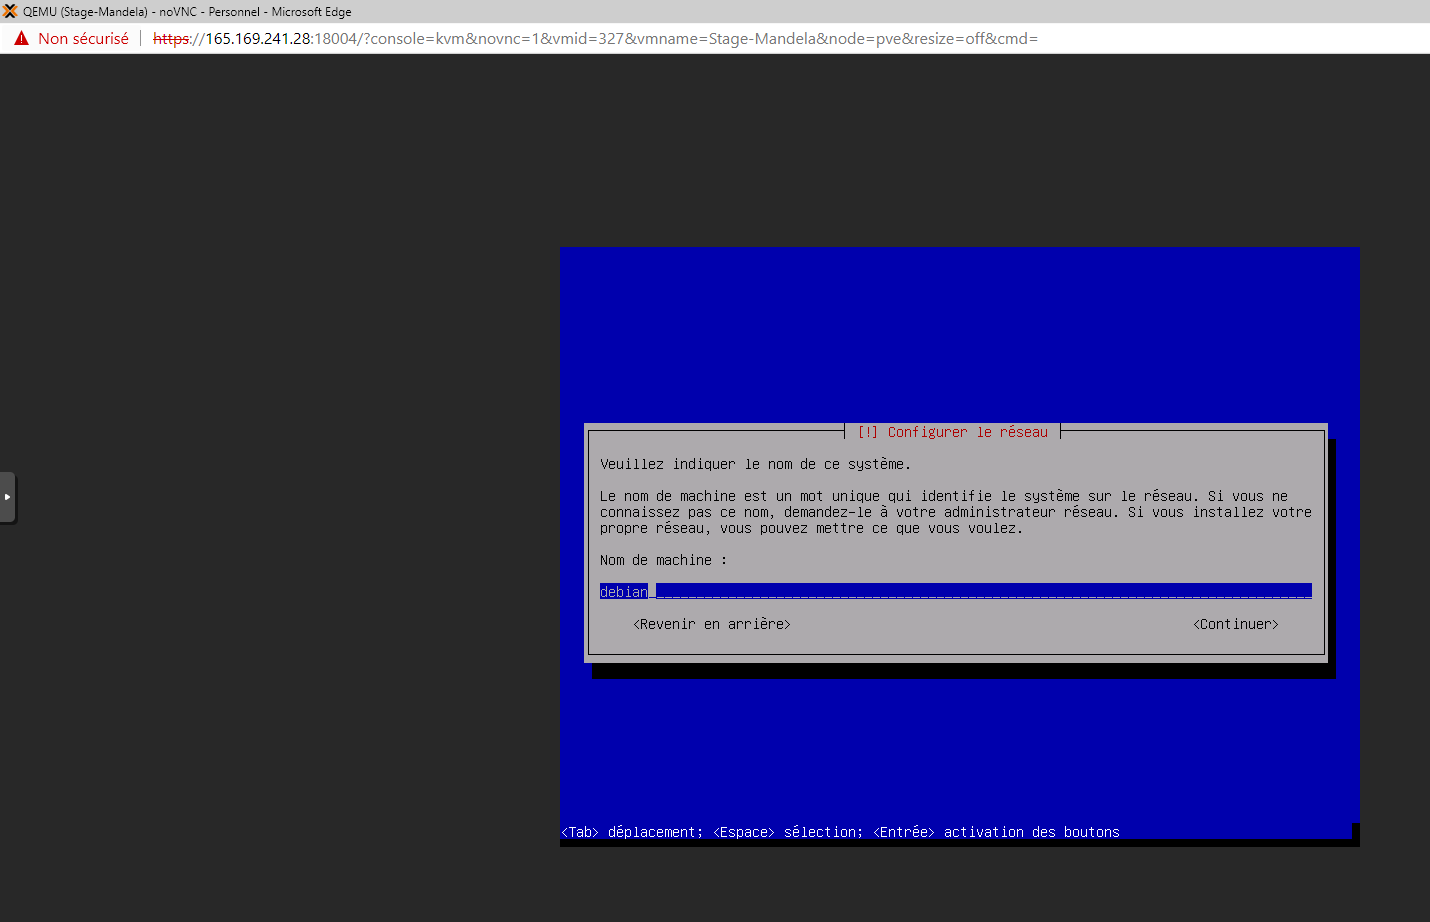 QEMU (Stage-Mandela) - noVNC - Personnel - Microsoft Edge
Non sécurisé
https://165.169.241.28:18004/?console=kvm&novnc=1&vmid=327&vmname=Stage-Mandela&node=pve&resize=off&cmd=
[!] Configurer le réseau
Veuillez indiquer le nom de ce système.
Le nom de machine est un mot unique qui identifie le système sur le réseau. Si vous ne
connaissez pas ce nom, demandez-le à votre administrateur réseau. Si vous installez votre
propre réseau, vous pouvez mettre ce que vous voulez.
Nom de machine :
debian
<Revenir en arrière> <Continuer>
<Tab> déplacement; <Espace> sélection; <Entrée> activation des boutons